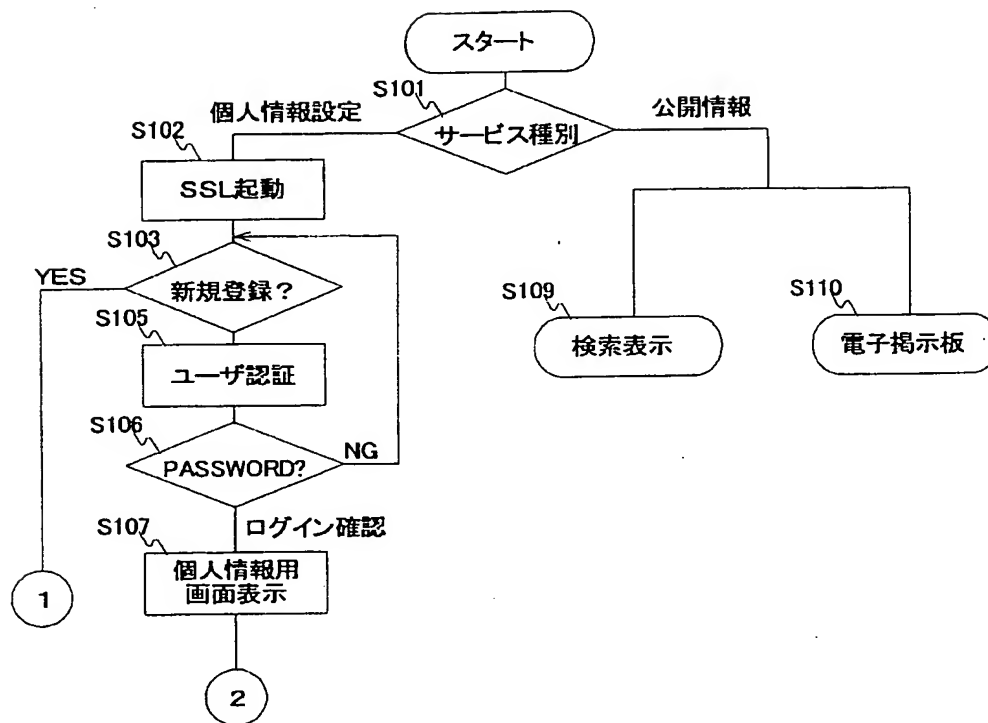 スタート
S101
個人情報設定
公開情報
サービス種別
S102
SSL起動
S103
YES
新規登録?
S109
S110
S105
検索表示
電子掲示板
ユーザ認証
S106
NG
PASSWORD?
S107
ログイン確認
個人情報用
画面表示
1
2